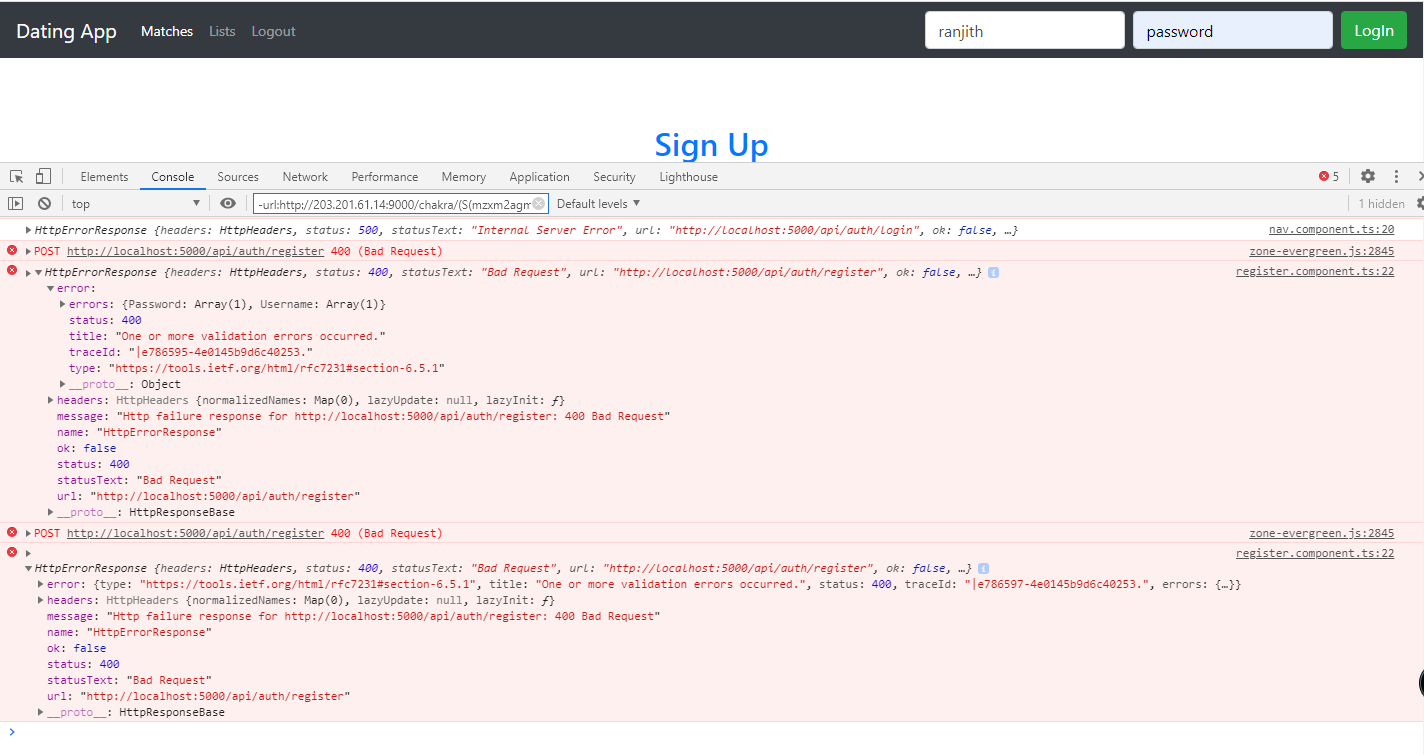 Dating App Matches Lists Logout ranjith password LogIn
Sign Up
Elements Console Sources Network Performance Memory Application Security Lighthouse 5
top -url:http://203.201.61.14:9000/chakra/(S(mzxm2agm Default levels ▼ 1 hidden
HttpErrorResponse {headers: HttpHeaders, status: 500, statusText: "Internal Server Error", url: "http://localhost:5000/api/auth/login", ok: false, …} nav.component.ts:20
POST http://localhost:5000/api/auth/register 400 (Bad Request) zone-evergreen.js:2845
HttpErrorResponse {headers: HttpHeaders, status: 400, statusText: "Bad Request", url: "http://localhost:5000/api/auth/register", ok: false, …} i register.component.ts:22
error:
errors: {Password: Array(1), Username: Array(1)}
status: 400
title: "One or more validation errors occurred."
traceId: "|e786595-4e0145b9d6c40253."
type: "https://tools.ietf.org/html/rfc7231#section-6.5.1"
__proto__: Object
headers: HttpHeaders {normalizedNames: Map(0), lazyUpdate: null, lazyInit: ƒ}
message: "Http failure response for http://localhost:5000/api/auth/register: 400 Bad Request"
name: "HttpErrorResponse"
ok: false
status: 400
statusText: "Bad Request"
url: "http://localhost:5000/api/auth/register"
__proto__: HttpResponseBase
POST http://localhost:5000/api/auth/register 400 (Bad Request) zone-evergreen.js:2845
register.component.ts:22
HttpErrorResponse {headers: HttpHeaders, status: 400, statusText: "Bad Request", url: "http://localhost:5000/api/auth/register", ok: false, …} i
error: {type: "https://tools.ietf.org/html/rfc7231#section-6.5.1", title: "One or more validation errors occurred.", status: 400, traceId: "|e786597-4e0145b9d6c40253.", errors: {…}}
headers: HttpHeaders {normalizedNames: Map(0), lazyUpdate: null, lazyInit: ƒ}
message: "Http failure response for http://localhost:5000/api/auth/register: 400 Bad Request"
name: "HttpErrorResponse"
ok: false
status: 400
statusText: "Bad Request"
url: "http://localhost:5000/api/auth/register"
__proto__: HttpResponseBase